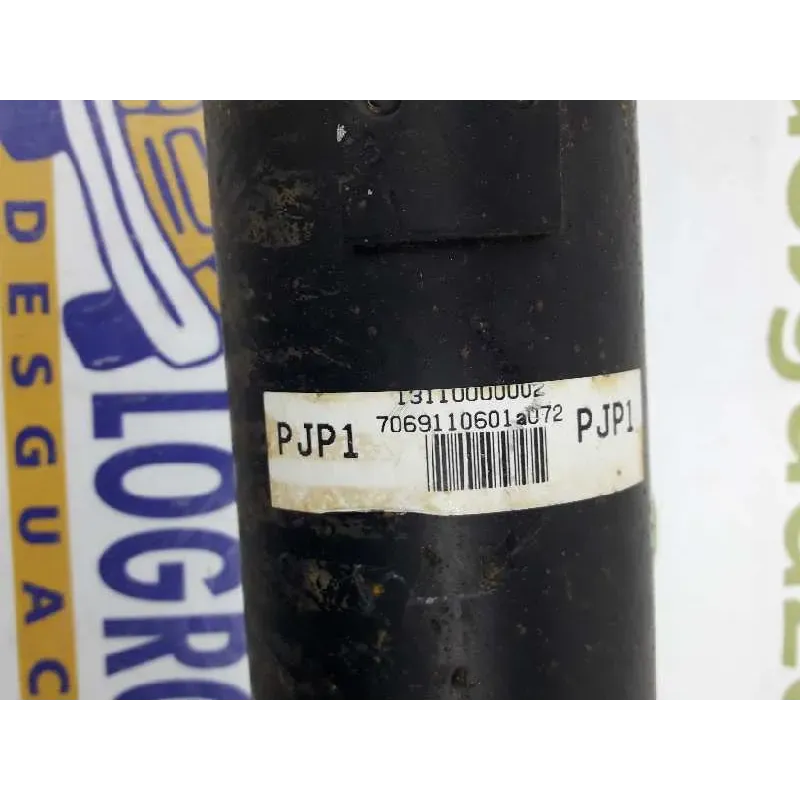 DESGUAC
LOGRO
13110000002
PJP1 7069110601a072 PJP1